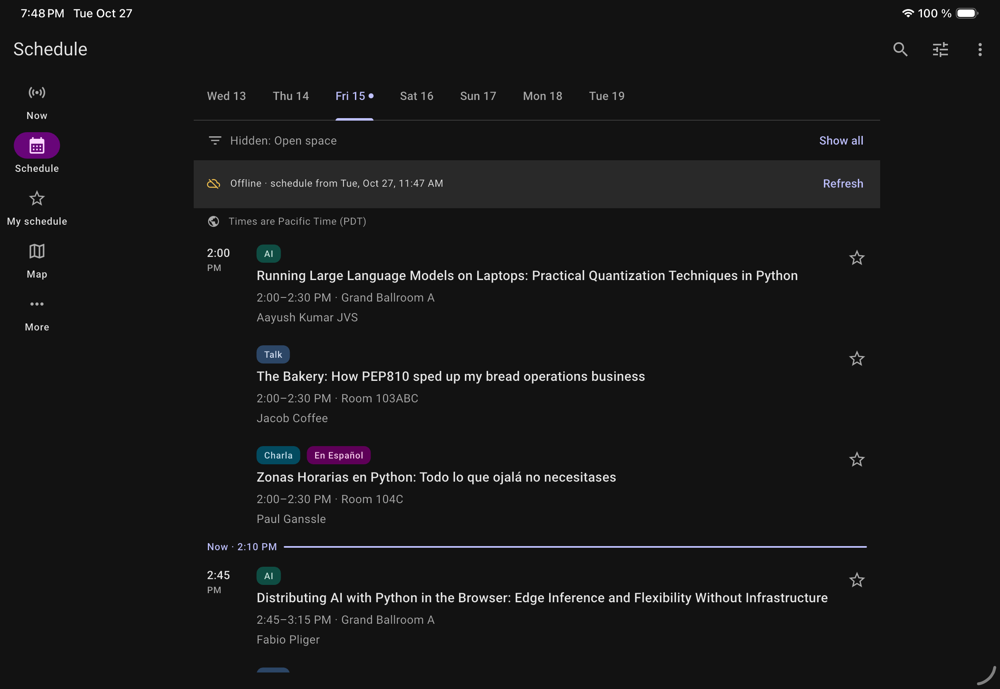 7:48 PM Tue Oct 27
100 %
Schedule
Now
Schedule
My schedule
Map
More
Wed 13
Thu 14
Fri 15
Sat 16
Sun 17
Mon 18
Tue 19
Hidden: Open space
Show all
Offline · schedule from Tue, Oct 27, 11:47 AM
Refresh
Times are Pacific Time (PDT)
2:00
PM
AI
Running Large Language Models on Laptops: Practical Quantization Techniques in Python
2:00–2:30 PM · Grand Ballroom A
Aayush Kumar JVS
Talk
The Bakery: How PEP810 sped up my bread operations business
2:00–2:30 PM · Room 103ABC
Jacob Coffee
Charla
En Español
Zonas Horarias en Python: Todo lo que ojalá no necesitases
2:00–2:30 PM · Room 104C
Paul Ganssle
Now · 2:10 PM
2:45
PM
AI
Distributing AI with Python in the Browser: Edge Inference and Flexibility Without Infrastructure
2:45–3:15 PM · Grand Ballroom A
Fabio Pliger